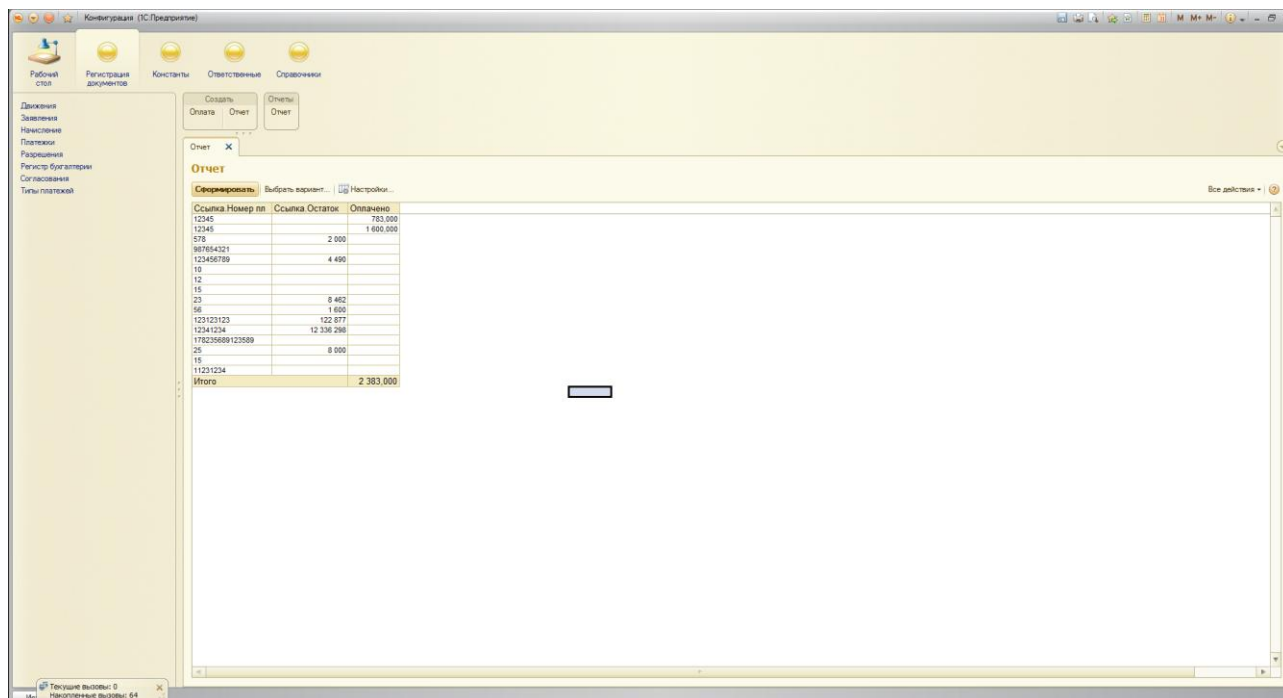 Конфигурация (1С:Предприятие)
M M+ M-
Рабочий стол
Регистрация документов
Константы
Ответственные
Справочники
Движения
Заявления
Начисление
Платежки
Разрешения
Регистр бухгалтерии
Согласования
Типы платежей
Создать
Оплата Отчет
Отчеты
Отчет
Отчет
Отчет
Сформировать Выбрать вариант... Настройки... Все действия
Ссылка.Номер пл Ссылка.Остаток Оплачено
12345 783,000
12345 1 600,000
578 2 000
987654321
123456789 4 490
10
12
15
23 8 462
56 1 600
123123123 122 877
12341234 12 336 298
178235689123589
25 8 000
15
11231234
Итого 2 383,000
Текущие вызовы: 0
Накопленные вызовы: 64